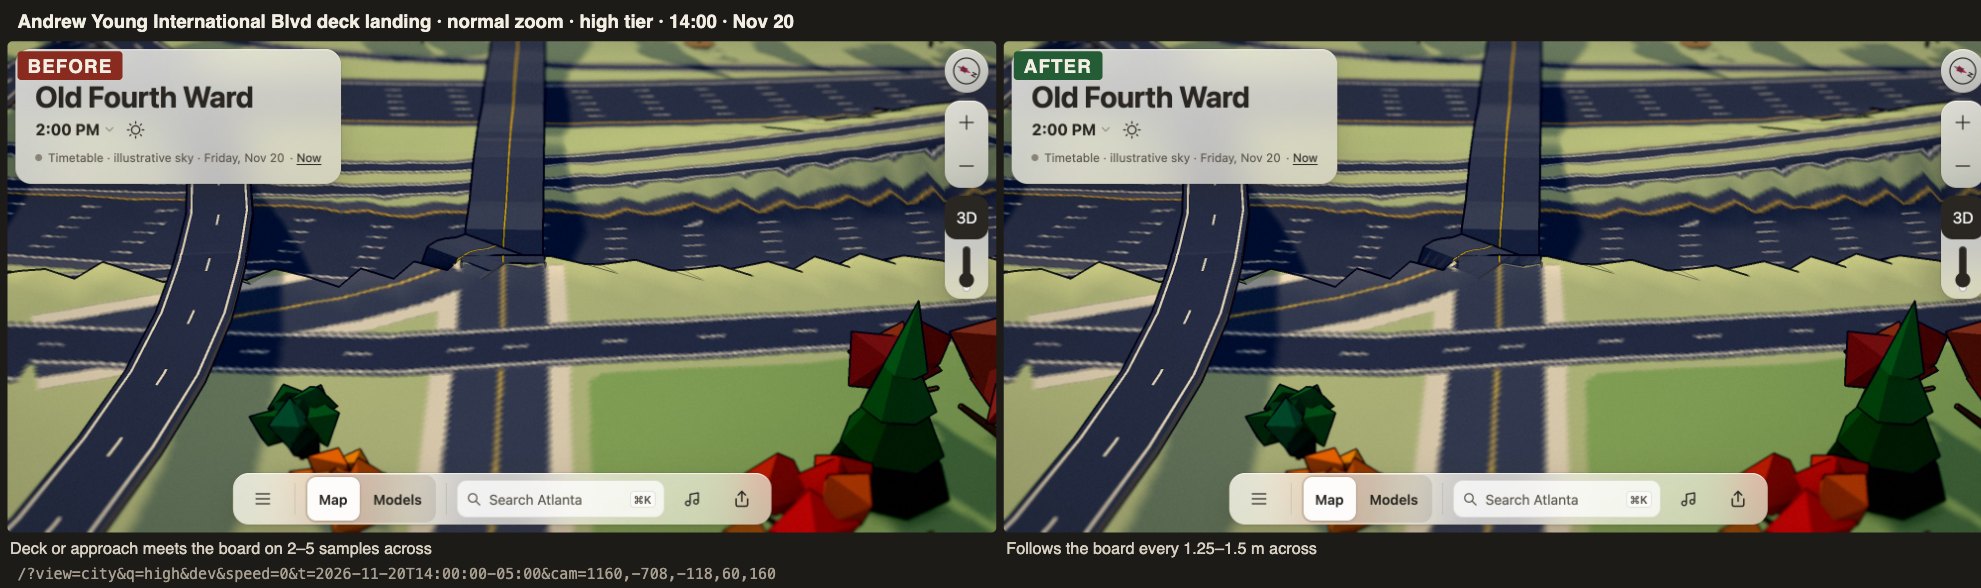 Andrew Young International Blvd deck landing · normal zoom · high tier · 14:00 · Nov 20
BEFORE
Old Fourth Ward
2:00 PM
Timetable · illustrative sky · Friday, Nov 20 · Now
3D
Map
Models
Search Atlanta
⌘K
AFTER
Old Fourth Ward
2:00 PM
Timetable · illustrative sky · Friday, Nov 20 · Now
3D
Map
Models
Search Atlanta
⌘K
Deck or approach meets the board on 2–5 samples across
Follows the board every 1.25–1.5 m across
/?view=city&q=high&dev&speed=0&t=2026-11-20T14:00:00-05:00&cam=1160,-708,-118,60,160